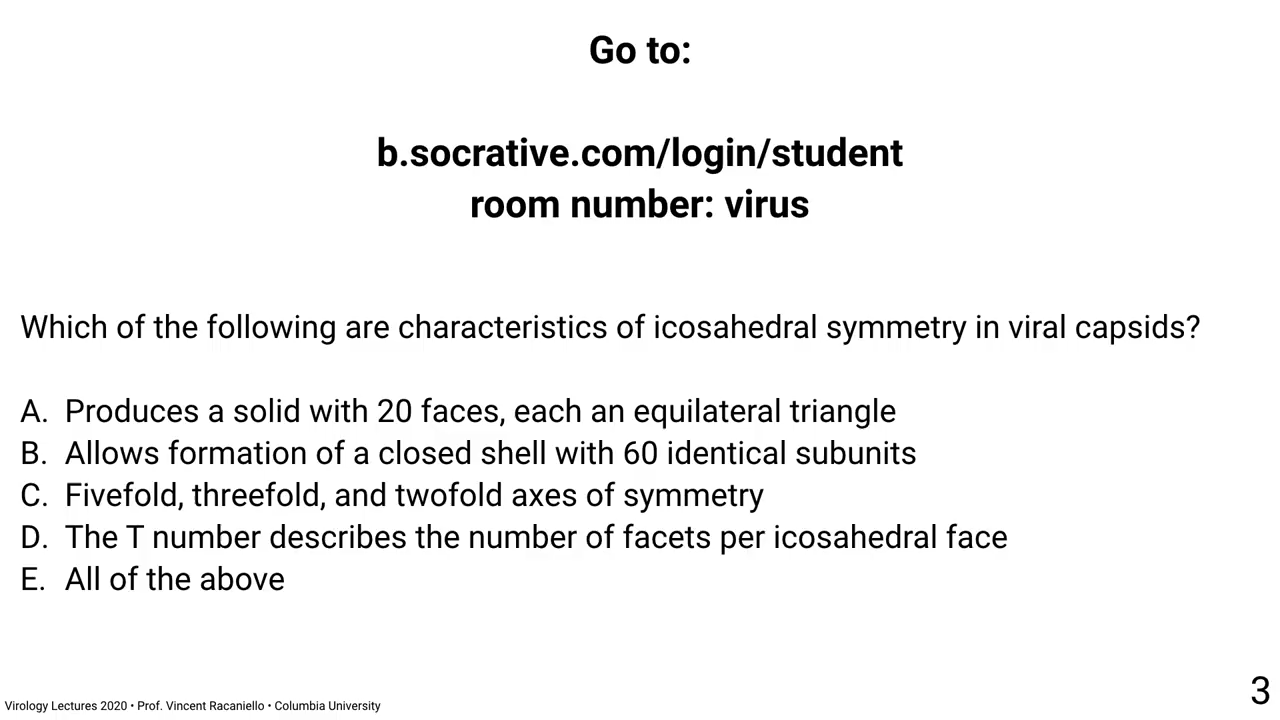 Go to:
b.socrative.com/login/student
room number: virus
Which of the following are characteristics of icosahedral symmetry in viral capsids?
A. Produces a solid with 20 faces, each an equilateral triangle
B. Allows formation of a closed shell with 60 identical subunits
C. Fivefold, threefold, and twofold axes of symmetry
D. The T number describes the number of facets per icosahedral face
E. All of the above
Virology Lectures 2020 • Prof. Vincent Racaniello • Columbia University
3